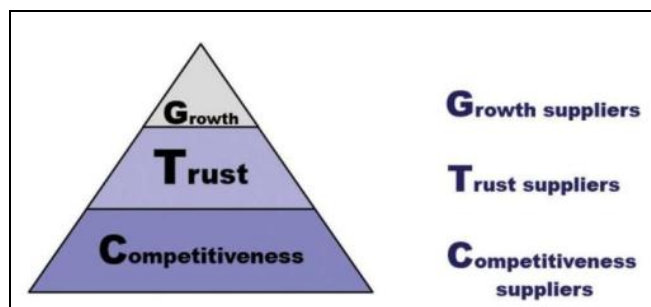 Growth
Growth suppliers
Trust
Trust suppliers
Competitiveness
Competitiveness
suppliers